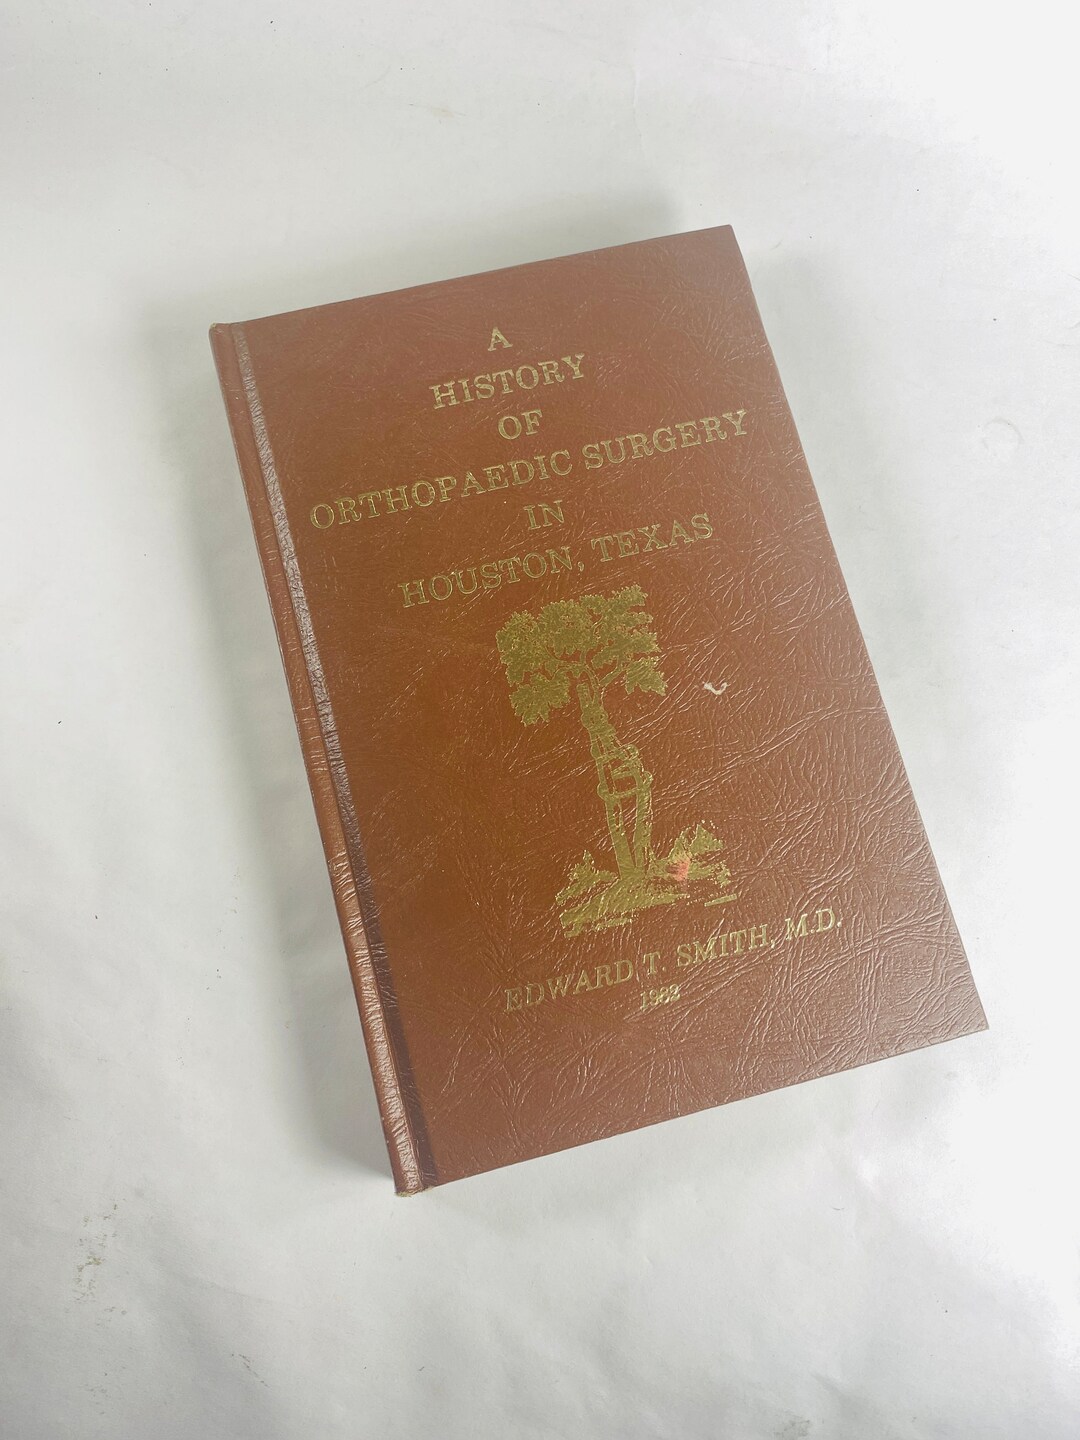 A
HISTORY
OF
ORTHOPAEDIC SURGERY
IN
HOUSTON, TEXAS
EDWARD T. SMITH, M.D.
1982